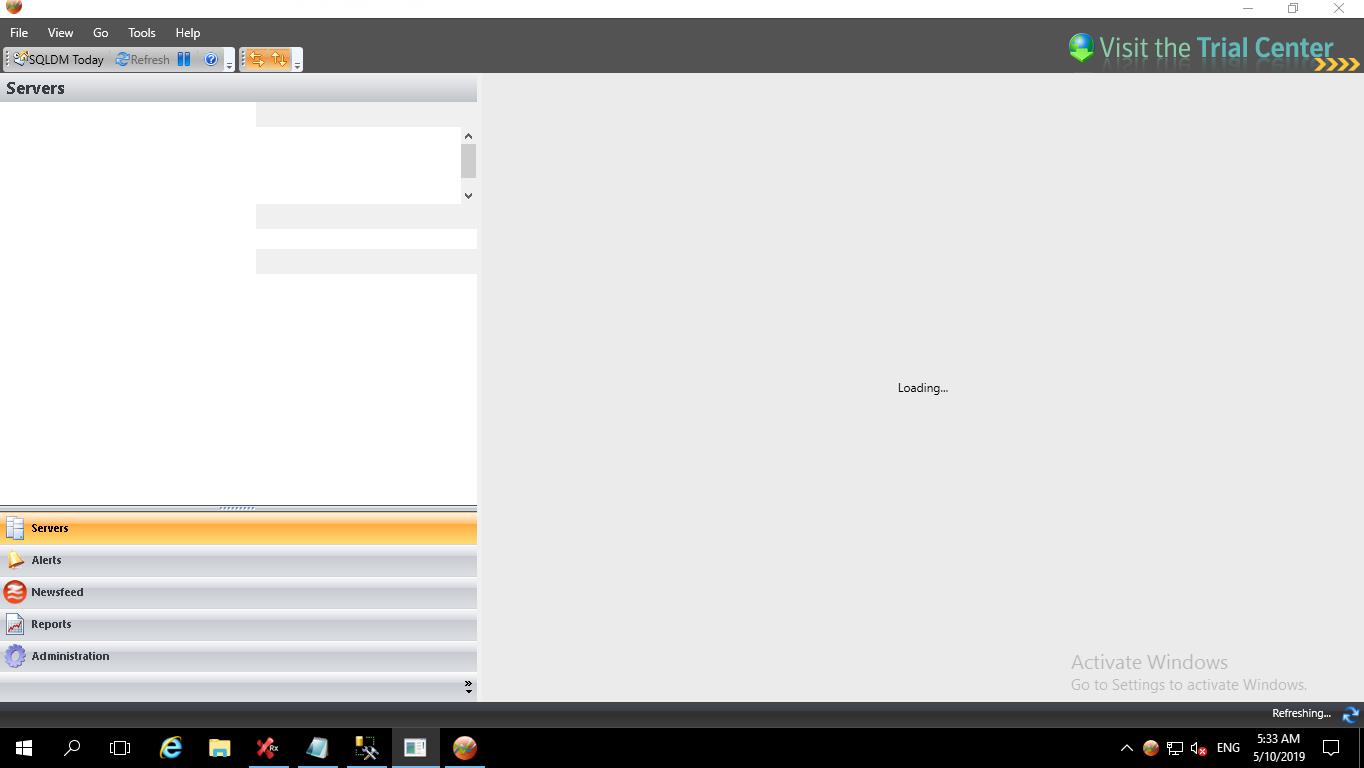 File View Go Tools Help
SQLDM Today Refresh
Visit the Trial Center
Servers
Loading...
Servers
Alerts
Newsfeed
Reports
Administration
Activate Windows
Go to Settings to activate Windows.
Refreshing...
Rx
ENG
5:33 AM
5/10/2019